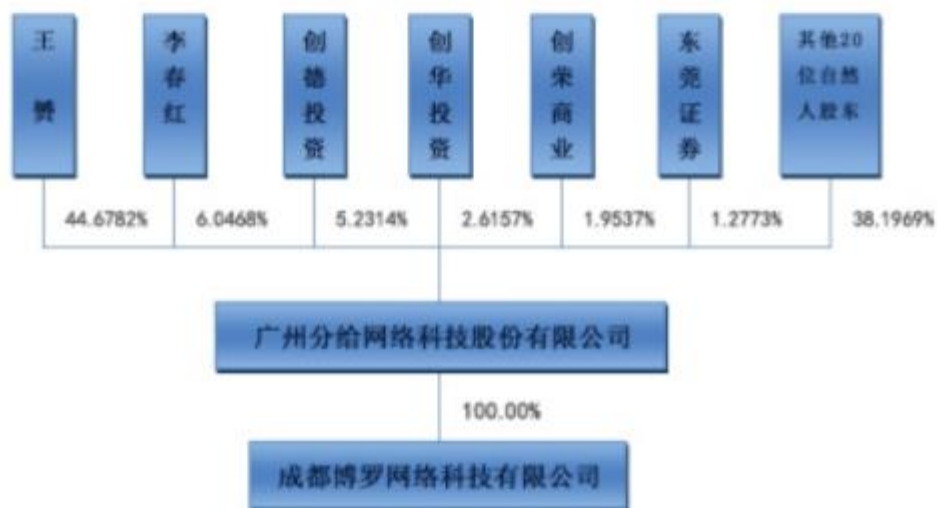 王赟
李春红
创德投资
创华投资
创荣商业
东莞证券
其他20
位自然
人股东
44.6782%
6.0468%
5.2314%
2.6157%
1.9537%
1.2773%
38.1969%
广州分给网络科技股份有限公司
100.00%
成都博罗网络科技有限公司